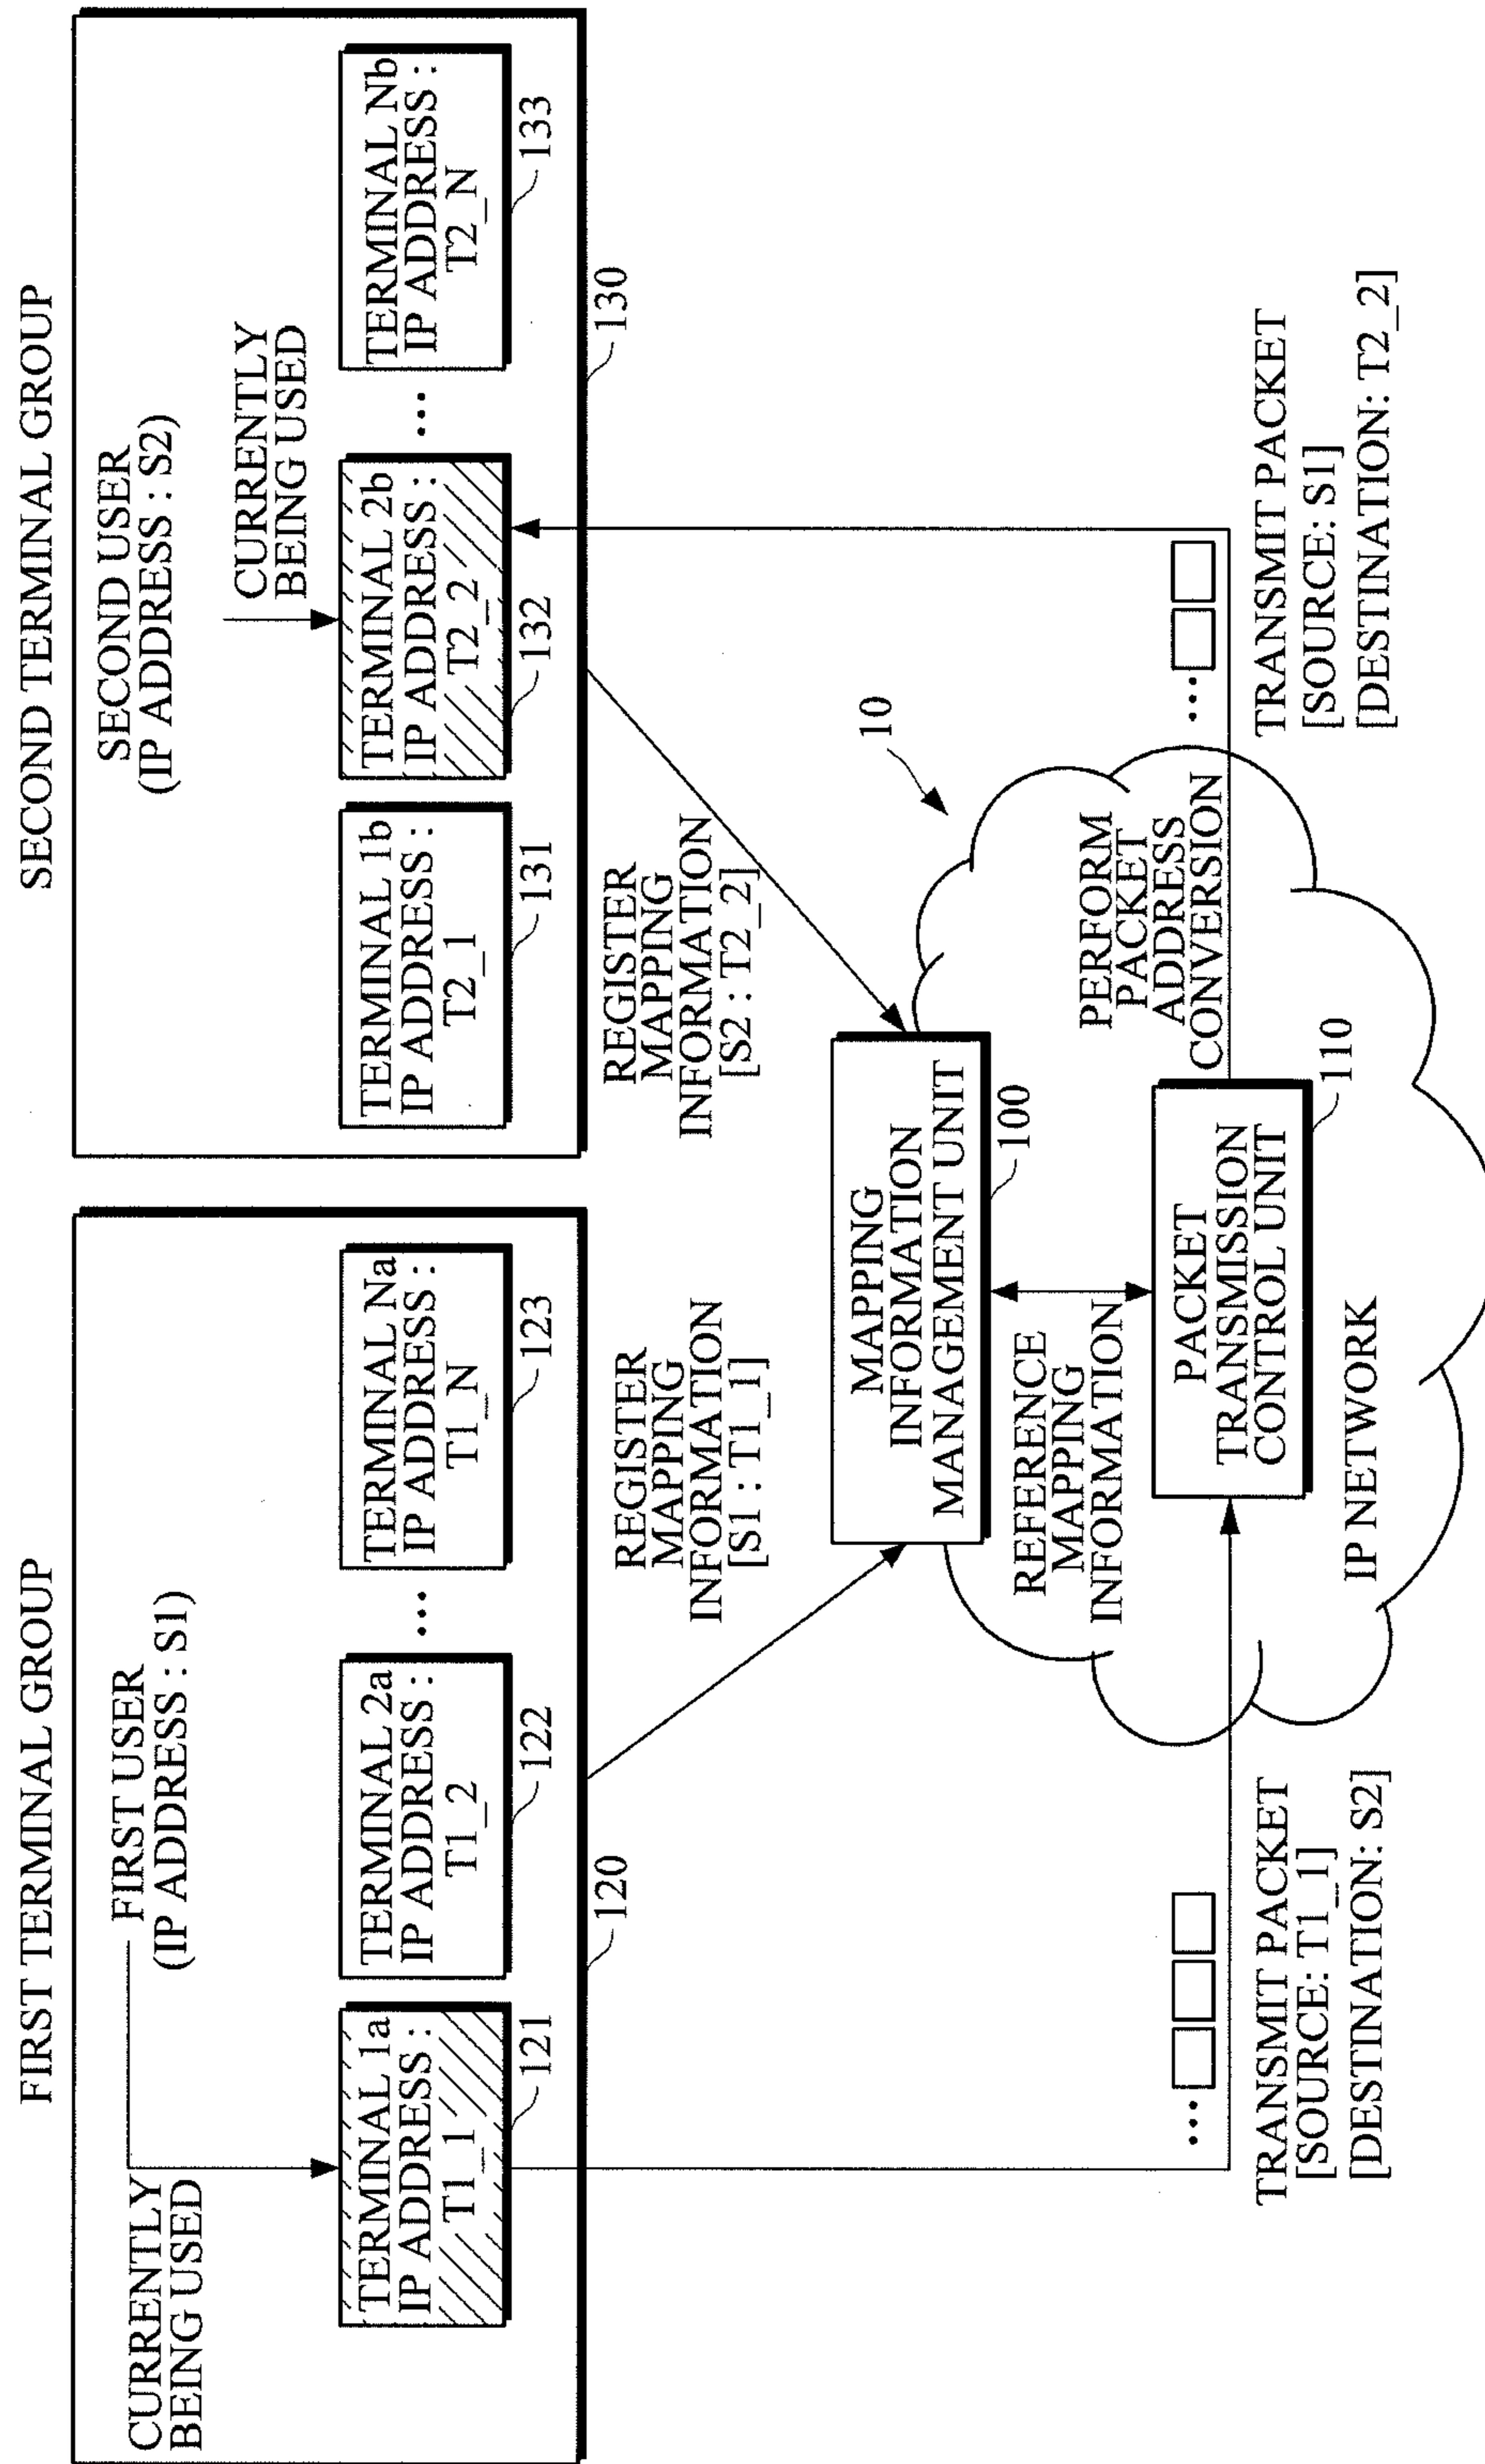 FIRST TERMINAL GROUP
CURRENTLY
BEING USED
FIRST USER
(IP ADDRESS : S1)
TERMINAL 1a
IP ADDRESS :
T1_1
121
TERMINAL 2a
IP ADDRESS :
T1_2
122
...
TERMINAL Na
IP ADDRESS :
T1_N
123
120
SECOND TERMINAL GROUP
SECOND USER
(IP ADDRESS : S2)
CURRENTLY
BEING USED
TERMINAL 1b
IP ADDRESS :
T2_1
131
TERMINAL 2b
IP ADDRESS :
T2_2
132
...
TERMINAL Nb
IP ADDRESS :
T2_N
133
130
REGISTER
MAPPING
INFORMATION
[S1 : T1_1]
REGISTER
MAPPING
INFORMATION
[S2 : T2_2]
10
MAPPING
INFORMATION
MANAGEMENT UNIT
100
REFERENCE
MAPPING
INFORMATION
PERFORM
PACKET
ADDRESS
CONVERSION
PACKET
TRANSMISSION
CONTROL UNIT
110
IP NETWORK
...
TRANSMIT PACKET
[SOURCE: T1_1]
[DESTINATION: S2]
...
TRANSMIT PACKET
[SOURCE: S1]
[DESTINATION: T2_2]